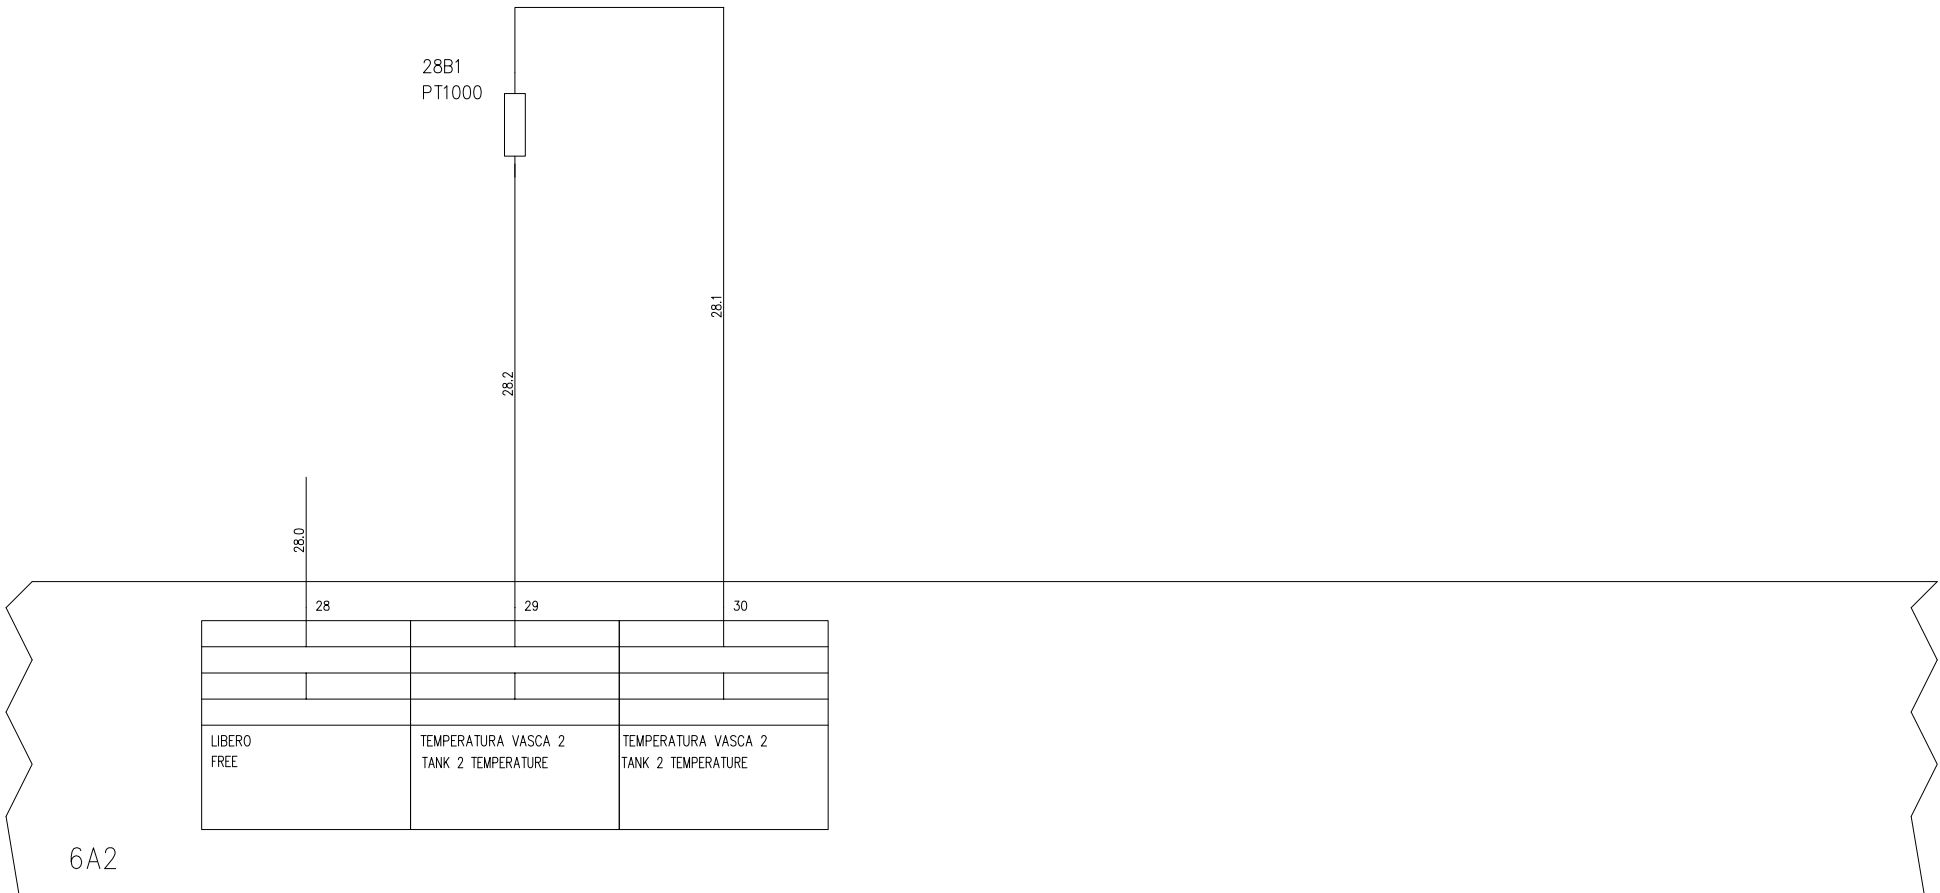 28B1
PT1000
28.1
28.2
28.0
28
29
30
LIBERO
FREE
TEMPERATURA VASCA 2
TANK 2 TEMPERATURE
TEMPERATURA VASCA 2
TANK 2 TEMPERATURE
6A2